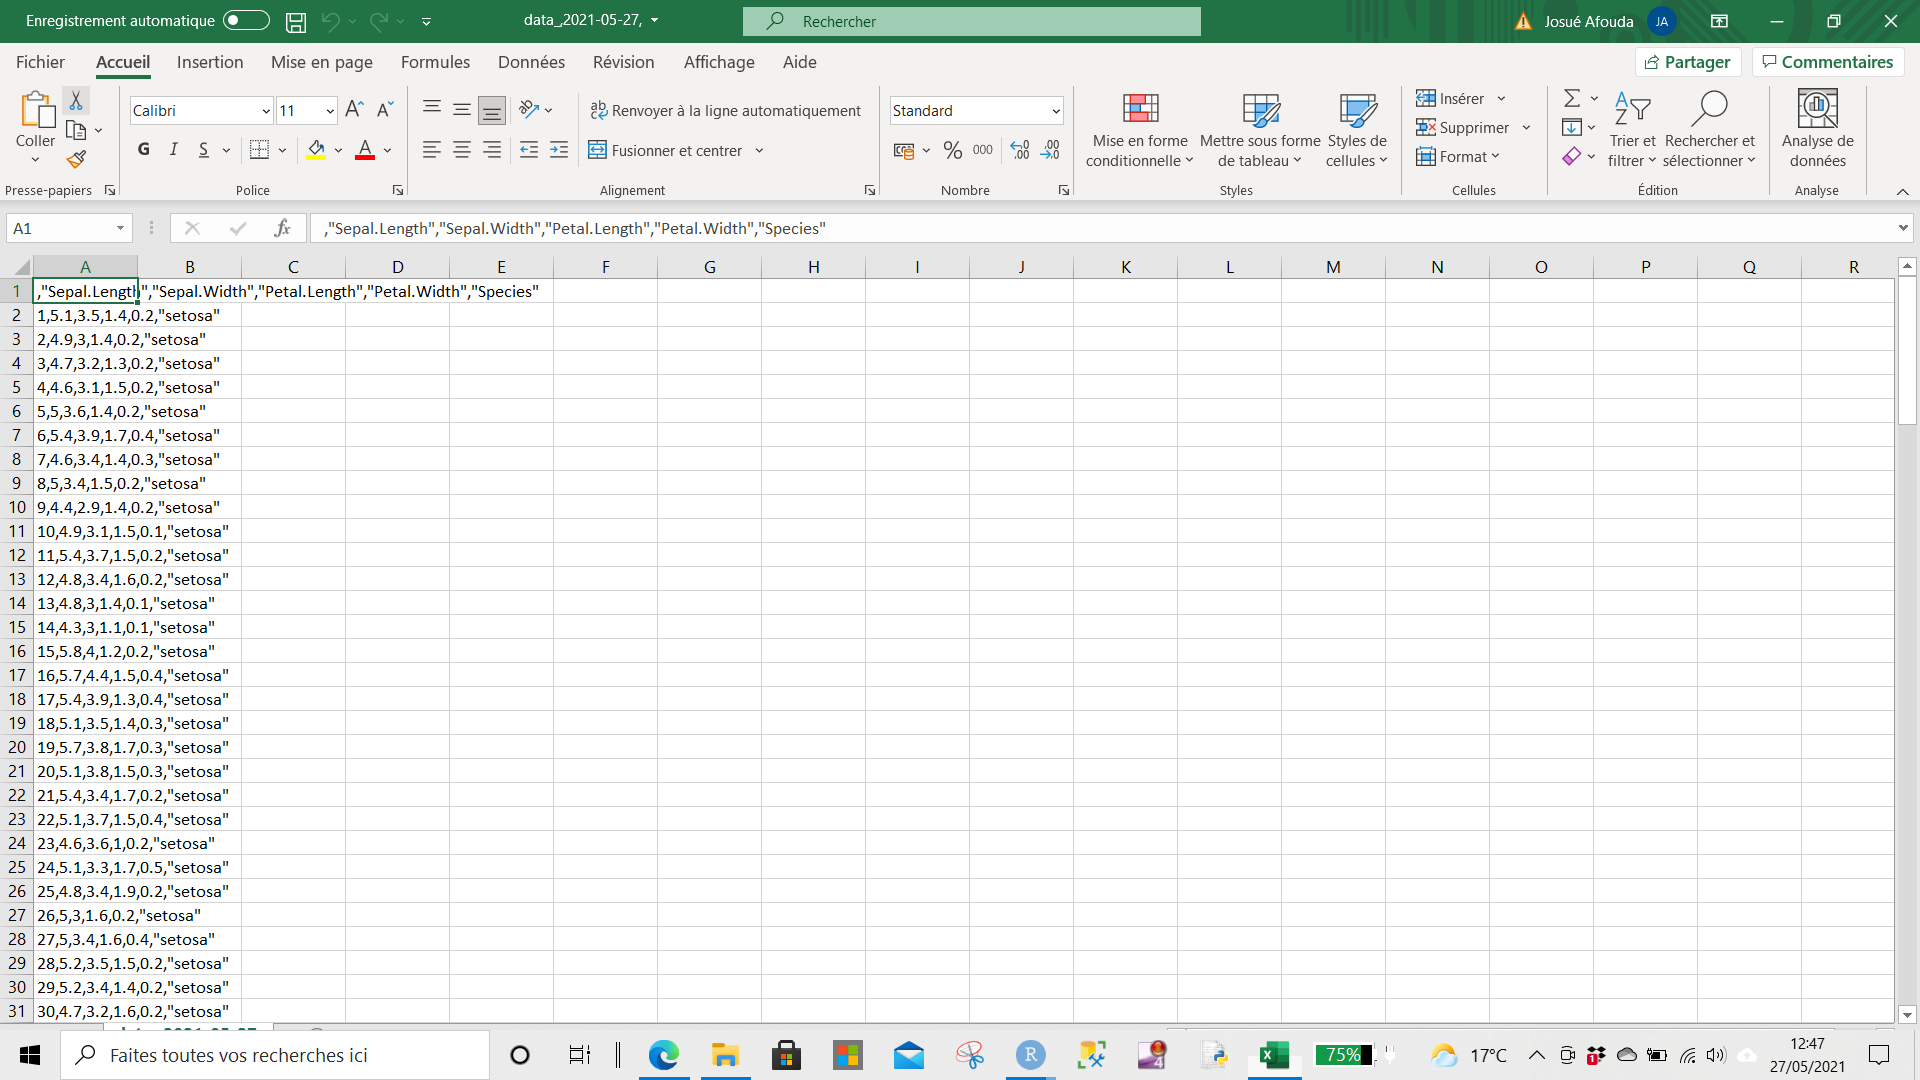 Enregistrement automatique
data_,2021-05-27,
Rechercher
Josué Afouda
JA
Fichier Accueil Insertion Mise en page Formules Données Révision Affichage Aide
Partager
Commentaires
Coller
Presse-papiers
Calibri
11
G I S
Police
Renvoyer à la ligne automatiquement
Fusionner et centrer
Alignement
Standard
% 000
Nombre
Mise en forme conditionnelle
Mettre sous forme de tableau
Styles de cellules
Styles
Insérer
Supprimer
Format
Cellules
Trier et filtrer
Rechercher et sélectionner
Édition
Analyse de données
Analyse
A1
fx
,"Sepal.Length","Sepal.Width","Petal.Length","Petal.Width","Species"
A B C D E F G H I J K L M N O P Q R
1 ,"Sepal.Length","Sepal.Width","Petal.Length","Petal.Width","Species"
2 1,5.1,3.5,1.4,0.2,"setosa"
3 2,4.9,3,1.4,0.2,"setosa"
4 3,4.7,3.2,1.3,0.2,"setosa"
5 4,4.6,3.1,1.5,0.2,"setosa"
6 5,5,3.6,1.4,0.2,"setosa"
7 6,5.4,3.9,1.7,0.4,"setosa"
8 7,4.6,3.4,1.4,0.3,"setosa"
9 8,5,3.4,1.5,0.2,"setosa"
10 9,4.4,2.9,1.4,0.2,"setosa"
11 10,4.9,3.1,1.5,0.1,"setosa"
12 11,5.4,3.7,1.5,0.2,"setosa"
13 12,4.8,3.4,1.6,0.2,"setosa"
14 13,4.8,3,1.4,0.1,"setosa"
15 14,4.3,3,1.1,0.1,"setosa"
16 15,5.8,4,1.2,0.2,"setosa"
17 16,5.7,4.4,1.5,0.4,"setosa"
18 17,5.4,3.9,1.3,0.4,"setosa"
19 18,5.1,3.5,1.4,0.3,"setosa"
20 19,5.7,3.8,1.7,0.3,"setosa"
21 20,5.1,3.8,1.5,0.3,"setosa"
22 21,5.4,3.4,1.7,0.2,"setosa"
23 22,5.1,3.7,1.5,0.4,"setosa"
24 23,4.6,3.6,1,0.2,"setosa"
25 24,5.1,3.3,1.7,0.5,"setosa"
26 25,4.8,3.4,1.9,0.2,"setosa"
27 26,5,3,1.6,0.2,"setosa"
28 27,5,3.4,1.6,0.4,"setosa"
29 28,5.2,3.5,1.5,0.2,"setosa"
30 29,5.2,3.4,1.4,0.2,"setosa"
31 30,4.7,3.2,1.6,0.2,"setosa"
Faites toutes vos recherches ici
75%
17°C
12:47
27/05/2021